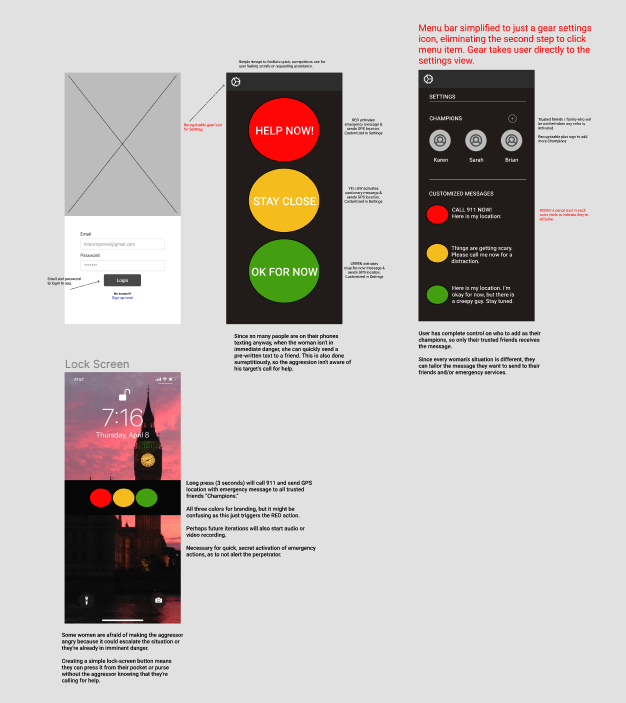 Menu bar simplified to just a gear settings
icon, eliminating the second step to click
menu item. Gear takes user directly to the
settings view.
Simple design to facilitate quick, surreptitious use for
user feeling unsafe or requesting assistance.
Recognizable gear icon
for Settings
HELP NOW!
STAY CLOSE
OK FOR NOW
RED activates
emergency message &
sends GPS location.
Customized in Settings
YELLOW activates
cautionary message &
sends GPS location.
Customized in Settings
GREEN activates
okay for now message &
sends GPS location.
Customized in Settings
SETTINGS
CHAMPIONS
Karen
Sarah
Brian
CUSTOMIZED MESSAGES
CALL 911 NOW!
Here is my location:
Things are getting scary.
Please call me now for a
distraction.
Here is my location. I'm
okay for now, but there is
a creepy guy. Stay tuned.
Trusted friends / family who will
be notified when any color is
activated.
Recognizable plus sign to add
more Champions
Email
Password
Login
No account?
Sign up now!
Email and password
to login to app.
Since so many people are on their phones
texting anyway, when the woman isn't in
immediate danger, she can quickly send a
pre-written text to a friend. This is also done
surreptitiously, so the aggression isn't aware of
his target's call for help.
User has complete control on who to add as their
champions, so only their trusted friends receives
the message.
Since every woman's situation is different, they
can tailor the message they want to send to their
friends and/or emergency services.
Lock Screen
7:16
Thursday, April 8
Long press (3 seconds) will call 911 and send GPS
location with emergency message to all trusted
friends "Champions."
All three colors for branding, but it might be
confusing as this just triggers the RED action.
Perhaps future iterations will also start audio or
video recording.
Necessary for quick, secret activation of emergency
actions, as to not alert the perpetrator.
Some women are afraid of making the aggressor
angry because it could escalate the situation or
they're already in imminent danger.
Creating a simple lock-screen button means
they can press it from their pocket or purse
without the aggressor knowing that they're
calling for help.